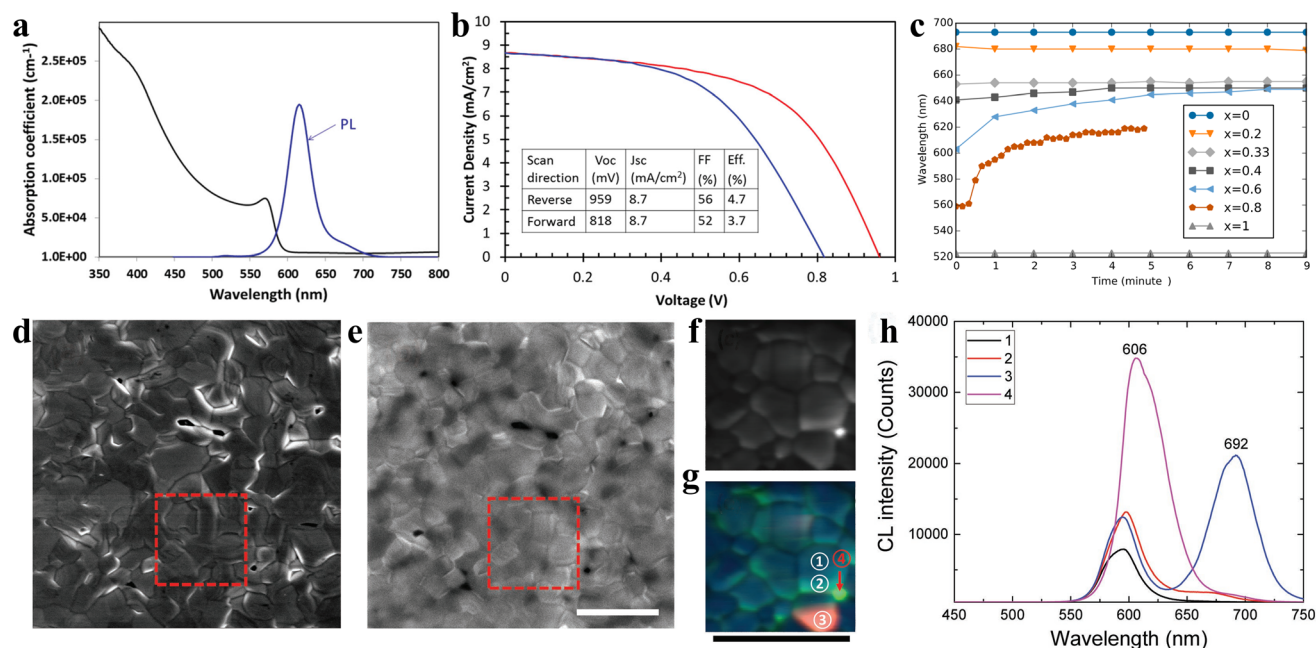 a
Absorption coefficient (cm⁻¹)
2.5E+05
2.0E+05
1.5E+05
1.0E+05
5.0E+04
1.0E+00
PL
350 400 450 500 550 600 650 700 750 800
Wavelength (nm)
b
Current Density (mA/cm²)
10
9
8
7
6
5
4
3
2
1
0
Scan direction Voc (mV) Jsc (mA/cm²) FF (%) Eff. (%)
Reverse 959 8.7 56 4.7
Forward 818 8.7 52 3.7
0 0.2 0.4 0.6 0.8 1
Voltage (V)
c
Wavelength (nm)
700
680
660
640
620
600
580
560
540
520
x=0
x=0.2
x=0.33
x=0.4
x=0.6
x=0.8
x=1
0 1 2 3 4 5 6 7 8 9
Time (minute )
d
e
f
g
① ④
②
③
h
CL intensity (Counts)
40000
30000
20000
10000
1
2
3
4
606
692
450 500 550 600 650 700 750
Wavelength (nm)